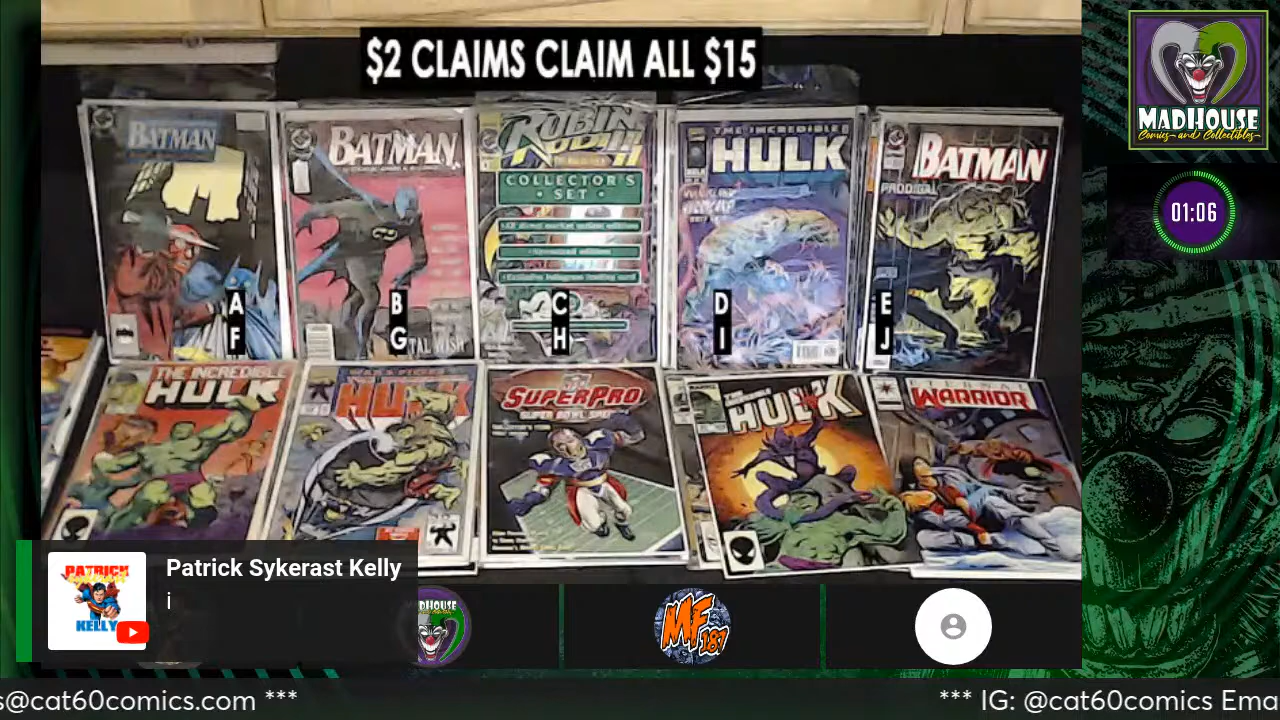 $2 CLAIMS CLAIM ALL $15
MADHOUSE
Comics and Collectibles
01:06
BATMAN
BATMAN
ROBIN II
COLLECTOR'S
SET
THE INCREDIBLE
HULK
BATMAN
PRODIGAL
A
F
B
G
C
H
D
I
E
J
THE INCREDIBLE
HULK
HULK
SUPERPRO
SUPER BOWL SPECIAL
HULK
ETERNAL
WARRIOR
PATRICK
KELLY
Patrick Sykerast Kelly
i
MF
187
s@cat60comics.com ***
*** IG: @cat60comics Ema